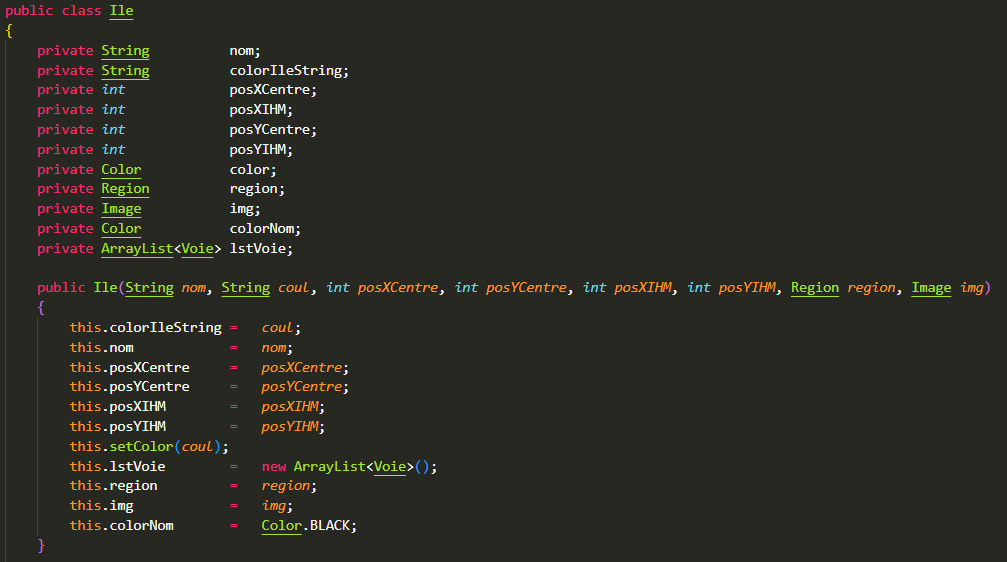 public class Ile
{
    private String          nom;
    private String          colorIleString;
    private int             posXCentre;
    private int             posXIHM;
    private int             posYCentre;
    private int             posYIHM;
    private Color           color;
    private Region          region;
    private Image           img;
    private Color           colorNom;
    private ArrayList<Voie> lstVoie;

    public Ile(String nom, String coul, int posXCentre, int posYCentre, int posXIHM, int posYIHM, Region region, Image img)
    {
        this.colorIleString =   coul;
        this.nom            =   nom;
        this.posXCentre     =   posXCentre;
        this.posYCentre     =   posYCentre;
        this.posXIHM        =   posXIHM;
        this.posYIHM        =   posYIHM;
        this.setColor(coul);
        this.lstVoie        =   new ArrayList<Voie>();
        this.region         =   region;
        this.img            =   img;
        this.colorNom       =   Color.BLACK;
    }